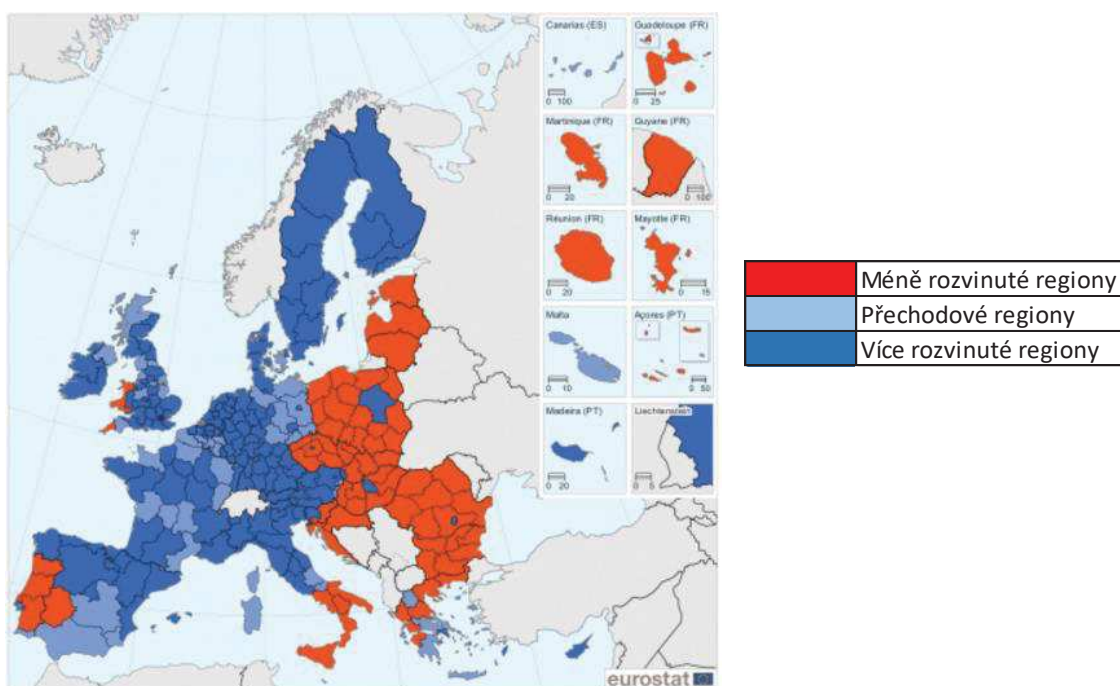 Canarias (ES)
0 100
Guadeloupe (FR)
0 25
Martinique (FR)
0 20
Guyane (FR)
0 100
Réunion (FR)
0 20
Mayotte (FR)
0 15
Malta
0 10
Açores (PT)
0 50
Madeira (PT)
0 20
Liechtenstein
0 5
eurostat
Méně rozvinuté regiony
Přechodové regiony
Více rozvinuté regiony